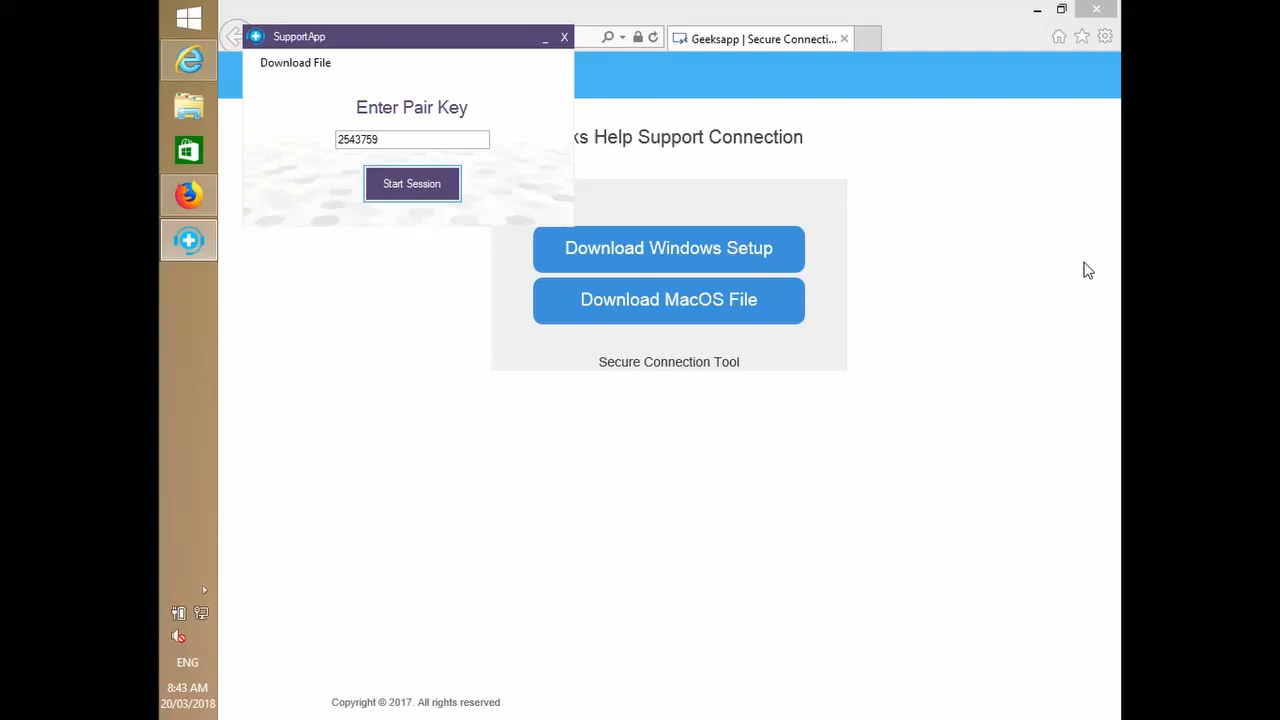 SupportApp
_ X
Download File
Enter Pair Key
2543759
Start Session
Geeksapp | Secure Connecti...
ks Help Support Connection
Download Windows Setup
Download MacOS File
Secure Connection Tool
Copyright © 2017. All rights reserved
ENG
8:43 AM
20/03/2018